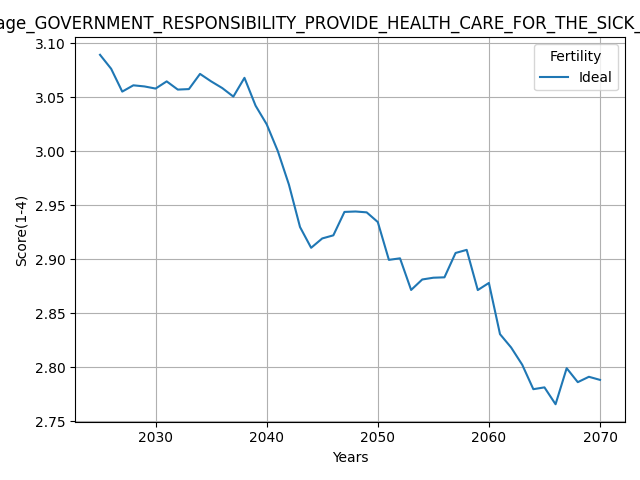 age_GOVERNMENT_RESPONSIBILITY_PROVIDE_HEALTH_CARE_FOR_THE_SICK_
Fertility
Ideal
Score(1-4)
3.10
3.05
3.00
2.95
2.90
2.85
2.80
2.75
2030 2040 2050 2060 2070
Years